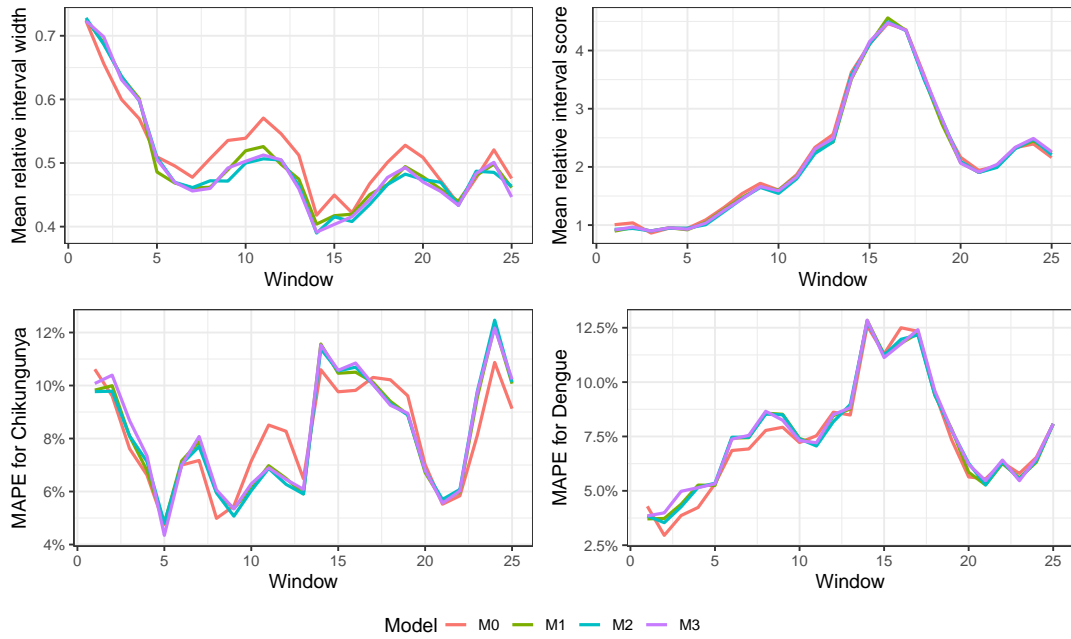 Mean relative interval width
0.7
0.6
0.5
0.4
0 5 10 15 20 25
Window
Mean relative interval score
4
3
2
1
0 5 10 15 20 25
Window
MAPE for Chikungunya
12%
10%
8%
6%
4%
0 5 10 15 20 25
Window
MAPE for Dengue
12.5%
10.0%
7.5%
5.0%
2.5%
0 5 10 15 20 25
Window
Model M0 M1 M2 M3